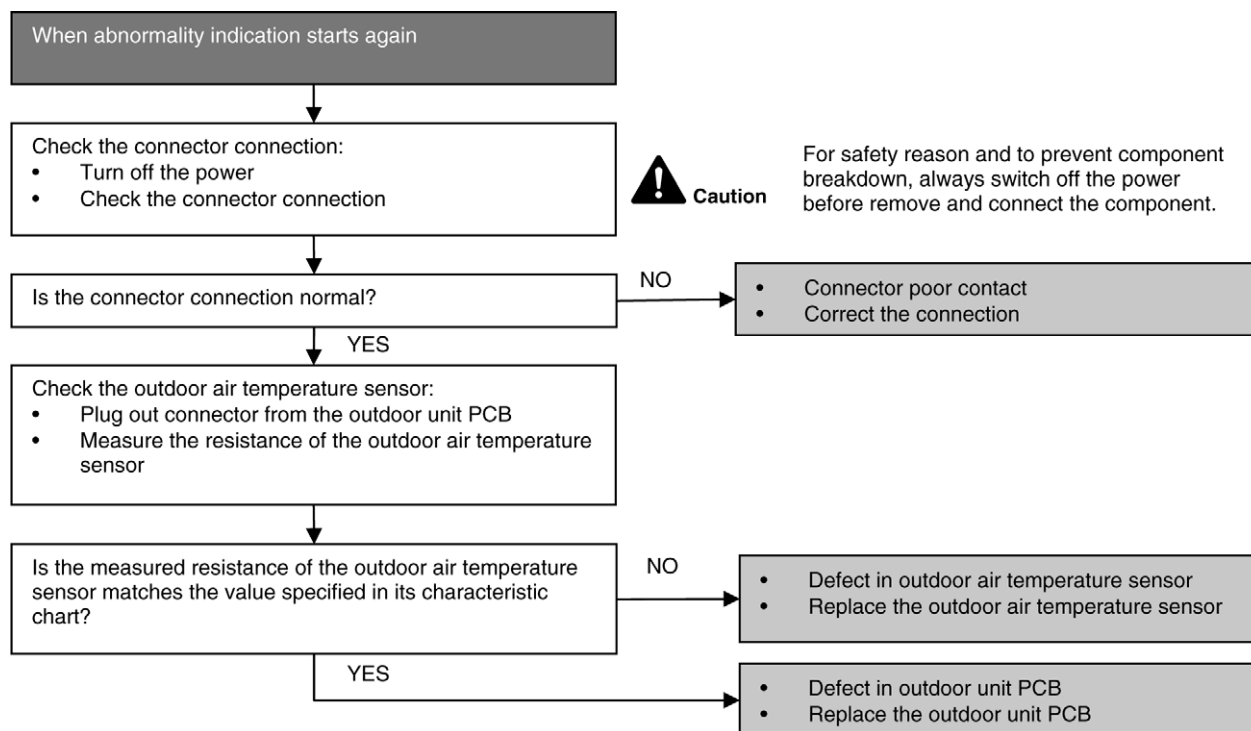 When abnormality indication starts again
Check the connector connection:
• Turn off the power
• Check the connector connection
Caution
For safety reason and to prevent component
breakdown, always switch off the power
before remove and connect the component.
Is the connector connection normal?
NO
• Connector poor contact
• Correct the connection
YES
Check the outdoor air temperature sensor:
• Plug out connector from the outdoor unit PCB
• Measure the resistance of the outdoor air temperature
sensor
Is the measured resistance of the outdoor air temperature
sensor matches the value specified in its characteristic
chart?
NO
• Defect in outdoor air temperature sensor
• Replace the outdoor air temperature sensor
YES
• Defect in outdoor unit PCB
• Replace the outdoor unit PCB